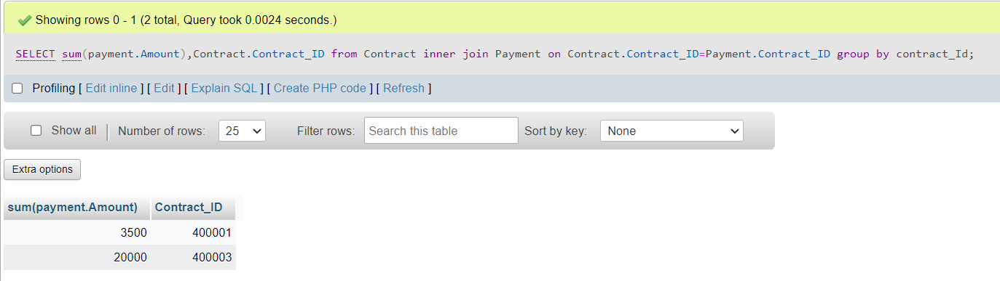 Showing rows 0 - 1 (2 total, Query took 0.0024 seconds.)
SELECT sum(payment.Amount),Contract.Contract_ID from Contract inner join Payment on Contract.Contract_ID=Payment.Contract_ID group by contract_Id;
Profiling [ Edit inline ] [ Edit ] [ Explain SQL ] [ Create PHP code ] [ Refresh ]
Show all | Number of rows: 25 Filter rows: Search this table Sort by key: None
Extra options
sum(payment.Amount) Contract_ID
3500 400001
20000 400003